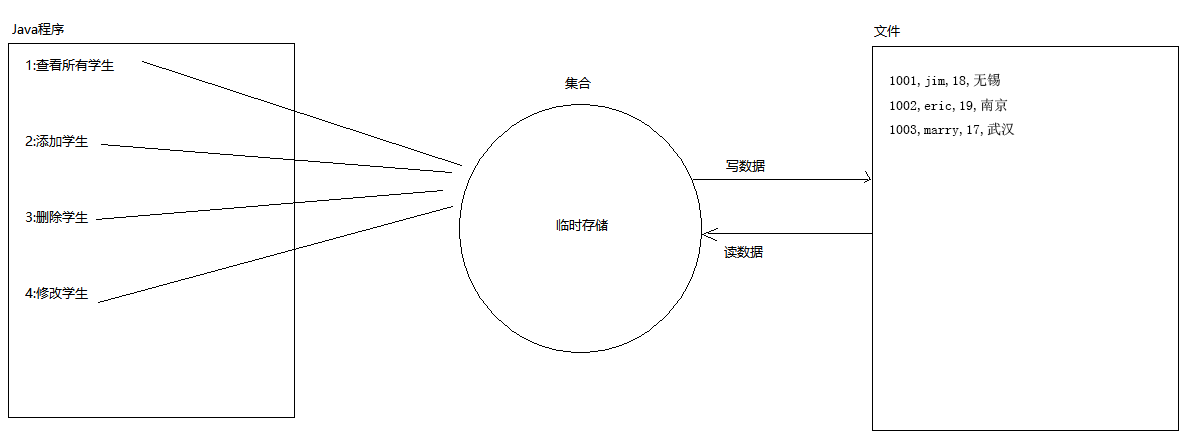 Java程序
1:查看所有学生
2:添加学生
3:删除学生
4:修改学生
集合
临时存储
写数据
读数据
文件
1001,jim,18,无锡
1002,eric,19,南京
1003,marry,17,武汉